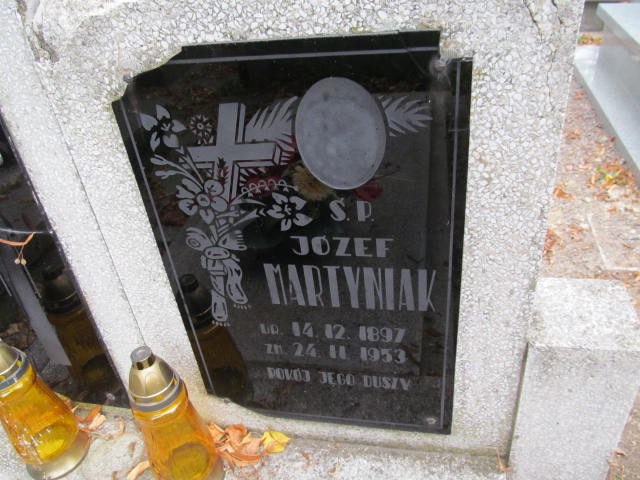 Ś.P.
JÓZEF
MARTYNIAK
UR. 14. 12. 1897
ZM. 24. 11. 1953
POKÓJ JEGO DUSZY